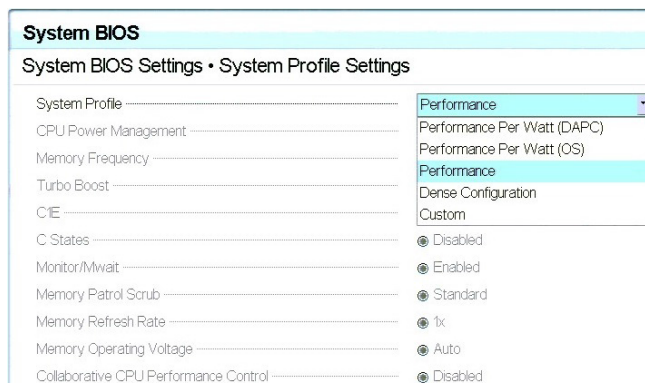 System BIOS
System BIOS Settings • System Profile Settings
System Profile Performance
CPU Power Management Performance Per Watt (DAPC)
Memory Frequency Performance Per Watt (OS)
Turbo Boost Performance
C1E Dense Configuration
Custom
C States Disabled
Monitor/Mwait Enabled
Memory Patrol Scrub Standard
Memory Refresh Rate 1x
Memory Operating Voltage Auto
Collaborative CPU Performance Control Disabled